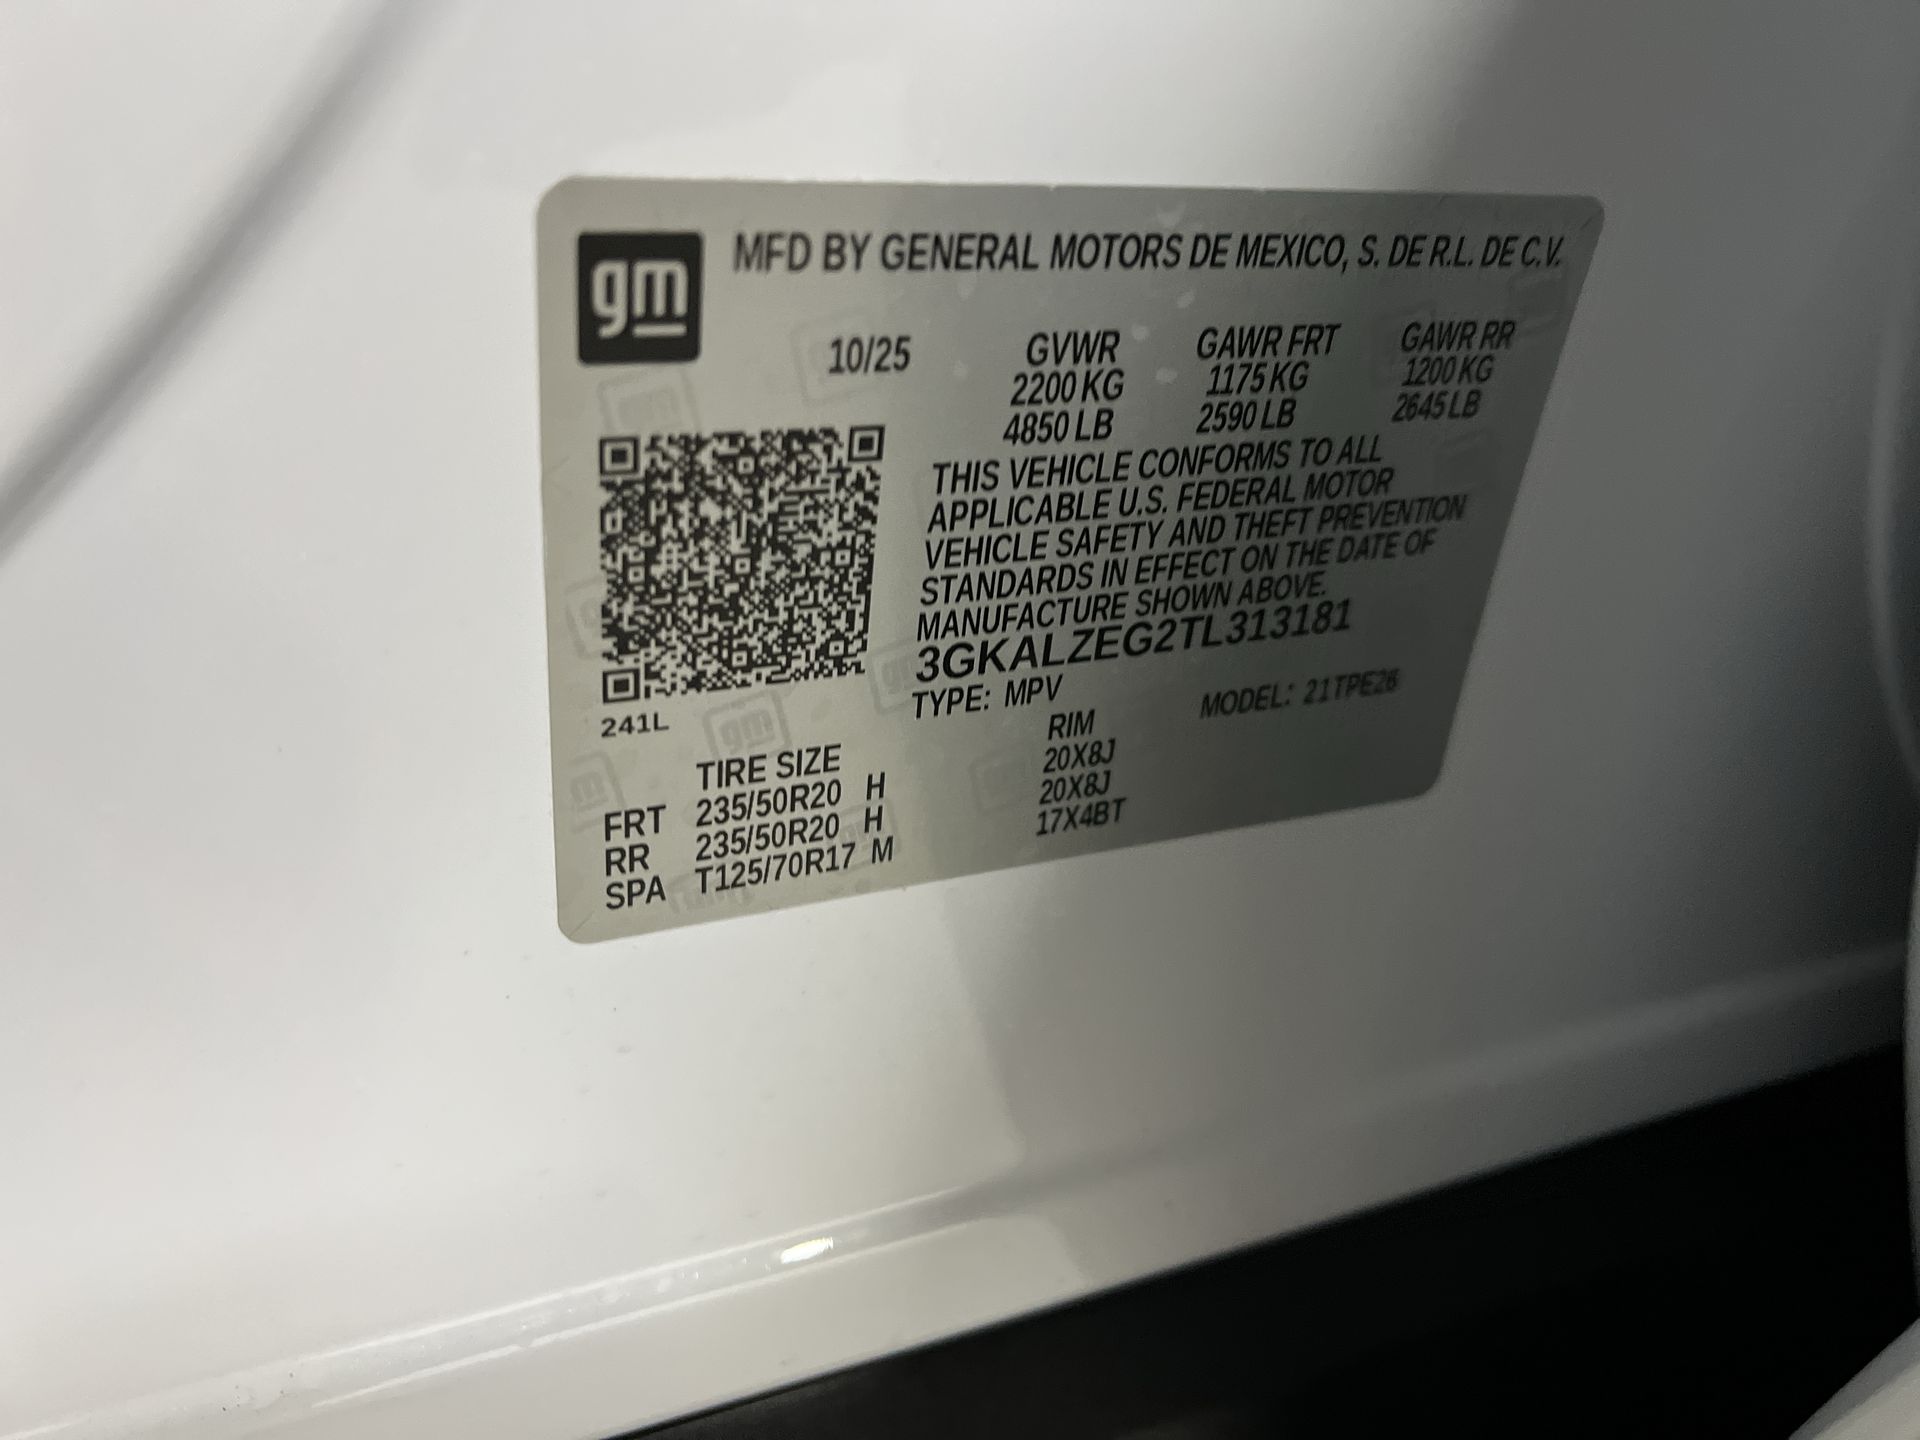 gm
MFD BY GENERAL MOTORS DE MEXICO, S. DE R.L. DE C.V.
10/25 GVWR GAWR FRT GAWR RR
2200 KG 1175 KG 1200 KG
4850 LB 2590 LB 2645 LB
THIS VEHICLE CONFORMS TO ALL
APPLICABLE U.S. FEDERAL MOTOR
VEHICLE SAFETY AND THEFT PREVENTION
STANDARDS IN EFFECT ON THE DATE OF
MANUFACTURE SHOWN ABOVE.
3GKALZEG2TL313181
TYPE: MPV MODEL: 21TPE26
241L
TIRE SIZE RIM
FRT 235/50R20 H 20X8J
RR 235/50R20 H 20X8J
SPA T125/70R17 M 17X4BT